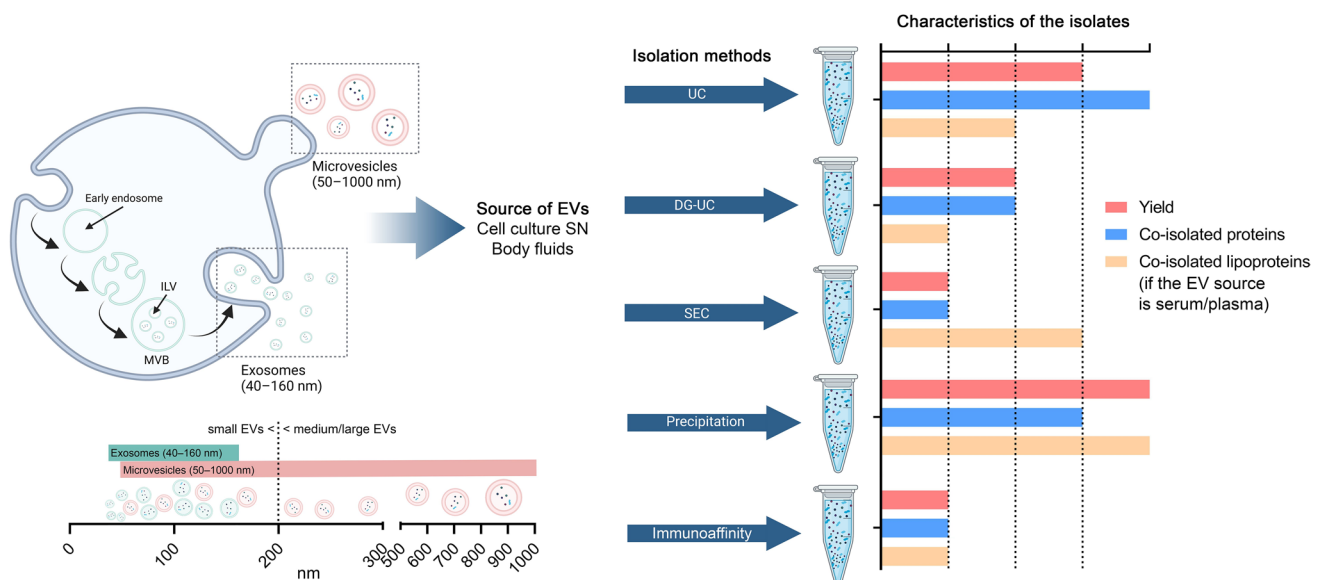 Microvesicles
(50–1000 nm)
Early endosome
ILV
MVB
Exosomes
(40–160 nm)
Source of EVs
Cell culture SN
Body fluids
small EVs < < medium/large EVs
Exosomes (40–160 nm)
Microvesicles (50–1000 nm)
0 100 200 300 500 600 700 800 900 1000
nm
Isolation methods
UC
DG-UC
SEC
Precipitation
Immunoaffinity
Characteristics of the isolates
Yield
Co-isolated proteins
Co-isolated lipoproteins
(if the EV source
is serum/plasma)